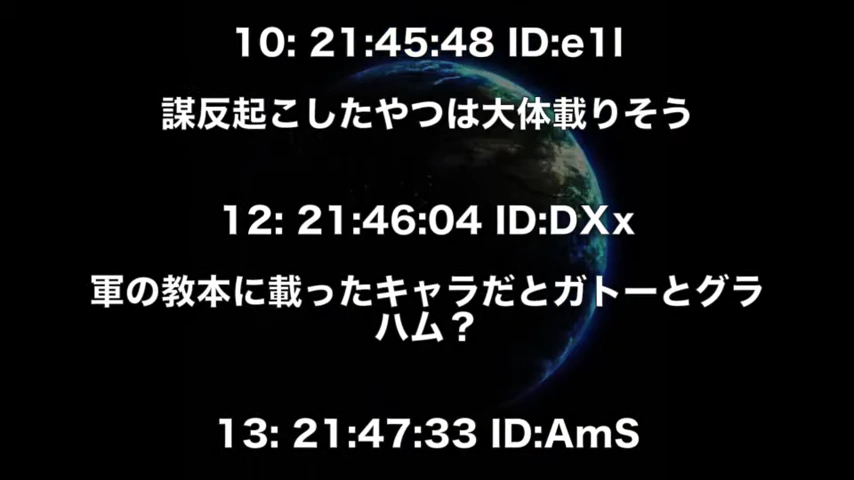 10: 21:45:48 ID:e1I
謀反起こしたやつは大体載りそう
12: 21:46:04 ID:DXx
軍の教本に載ったキャラだとガトーとグラ
ハム？
13: 21:47:33 ID:AmS